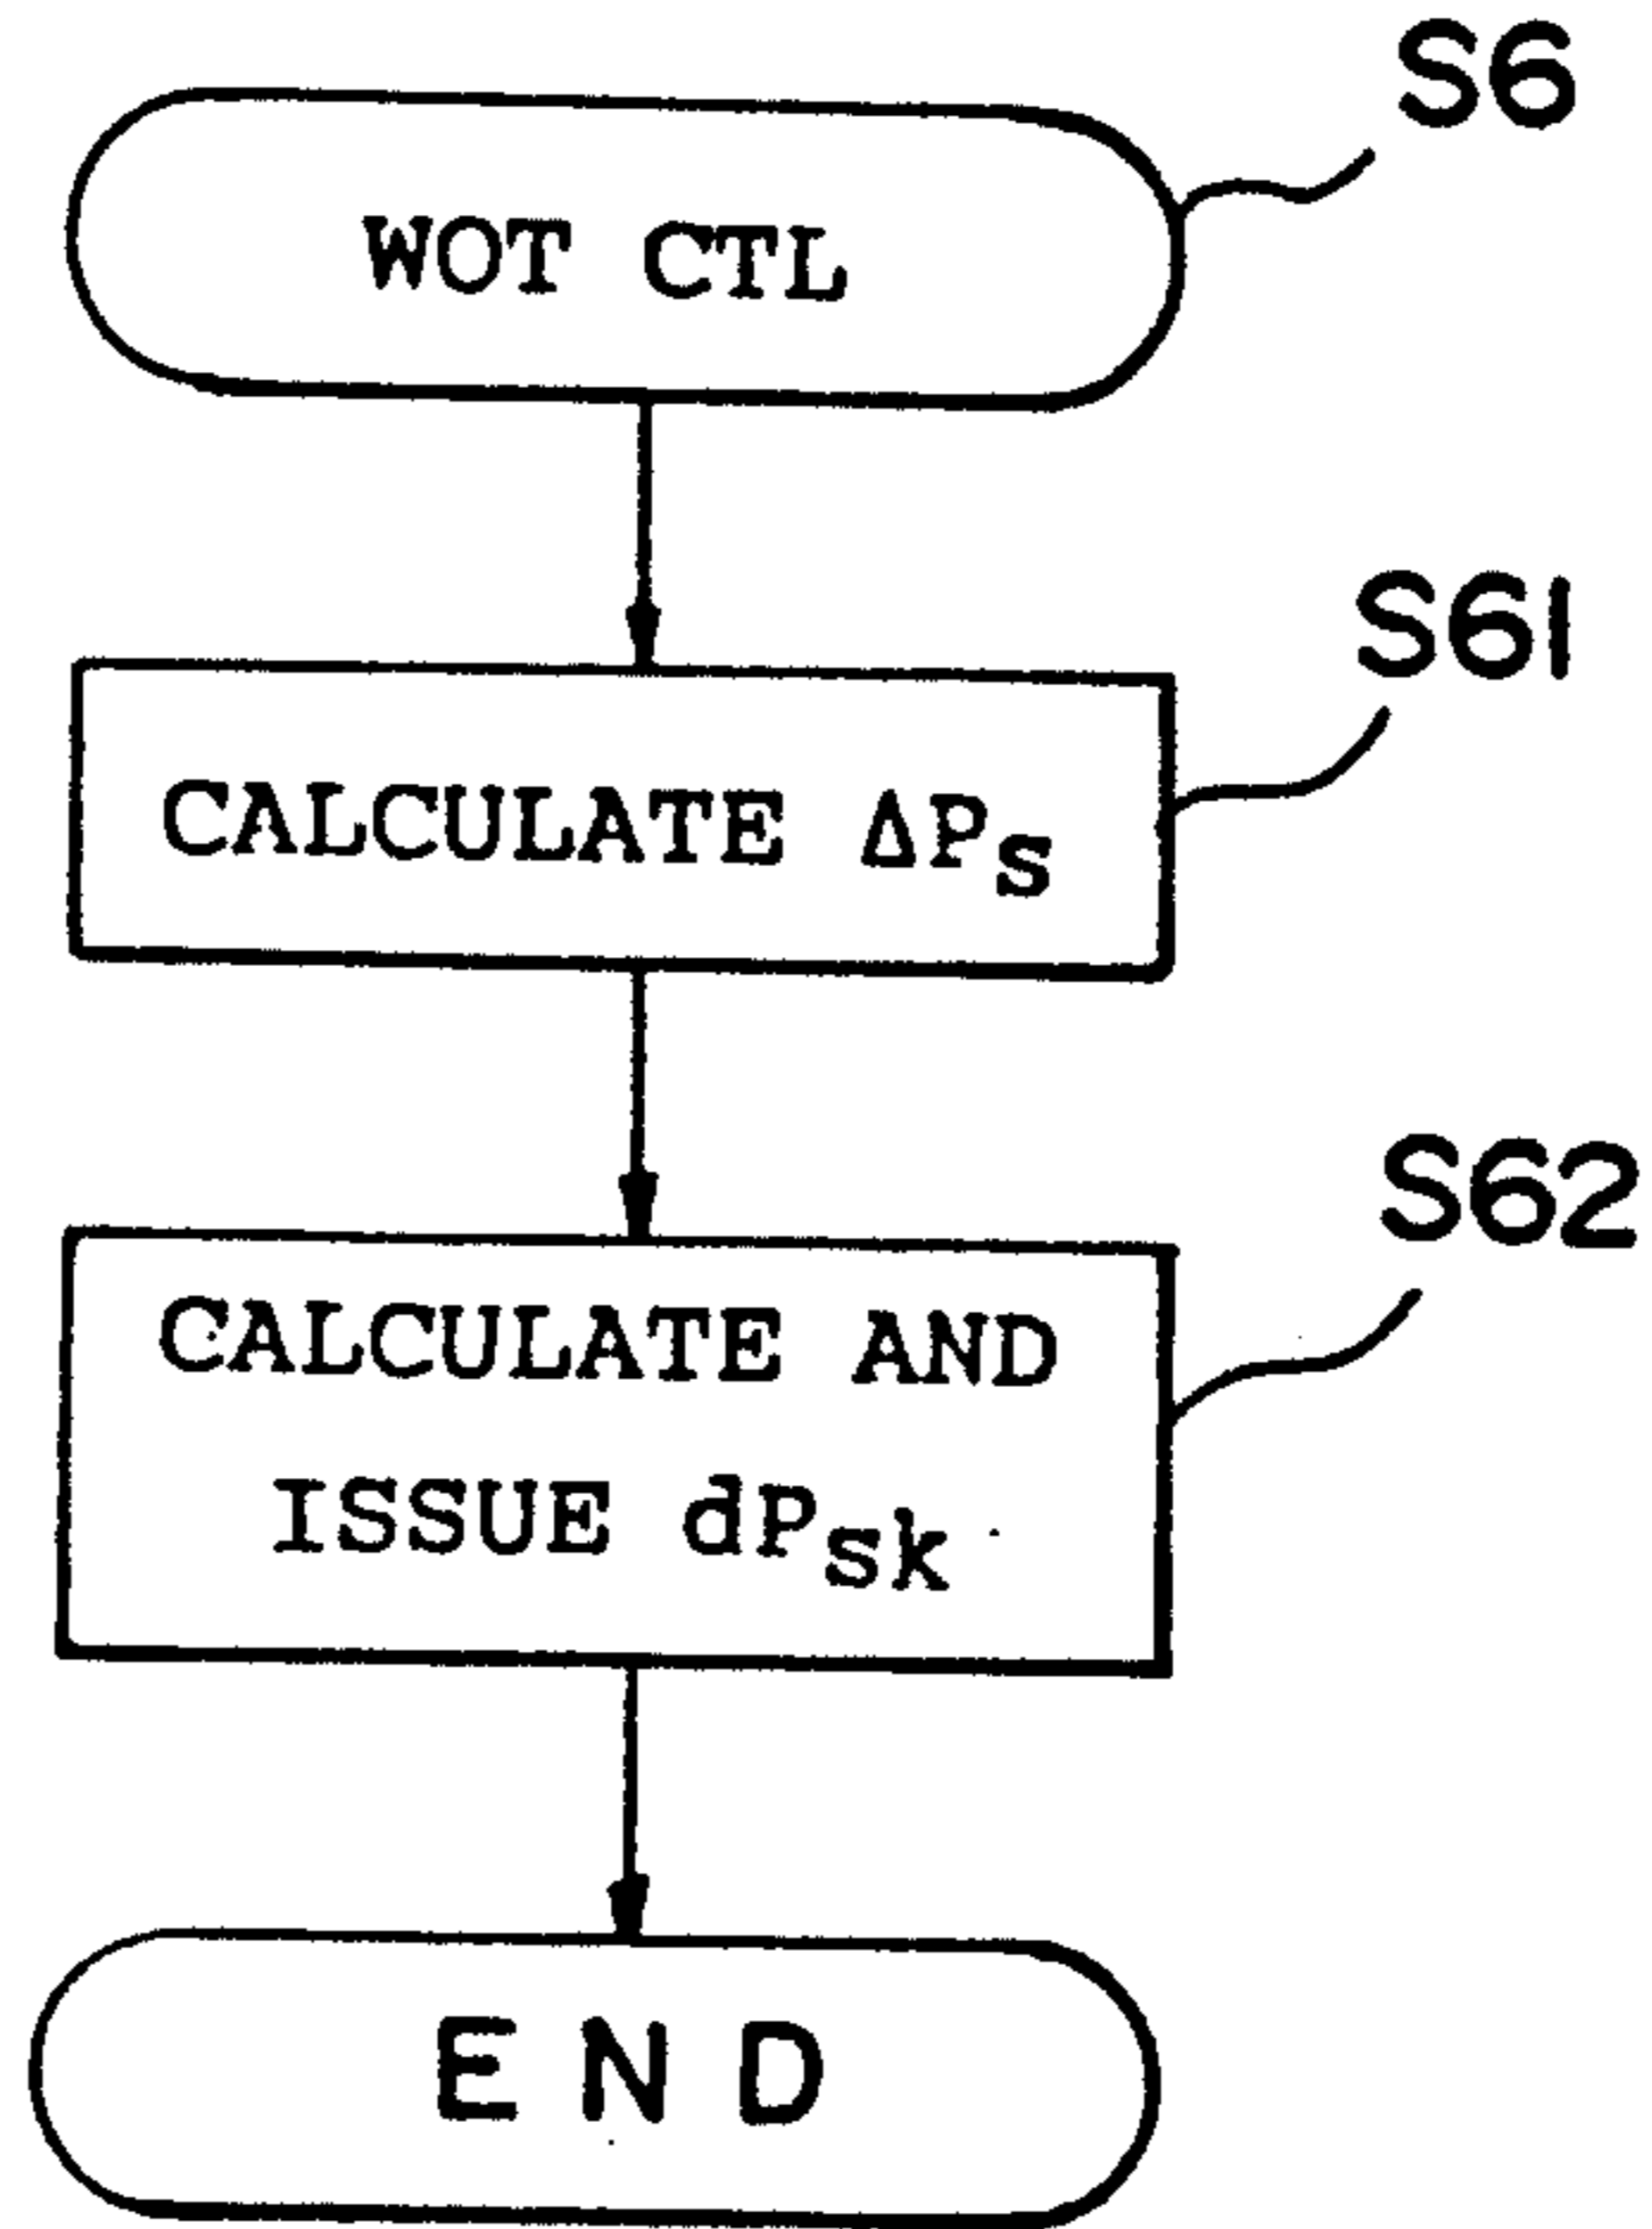 S6
WOT CTL
S61
CALCULATE ΔPs
S62
CALCULATE AND
ISSUE dPsk
END